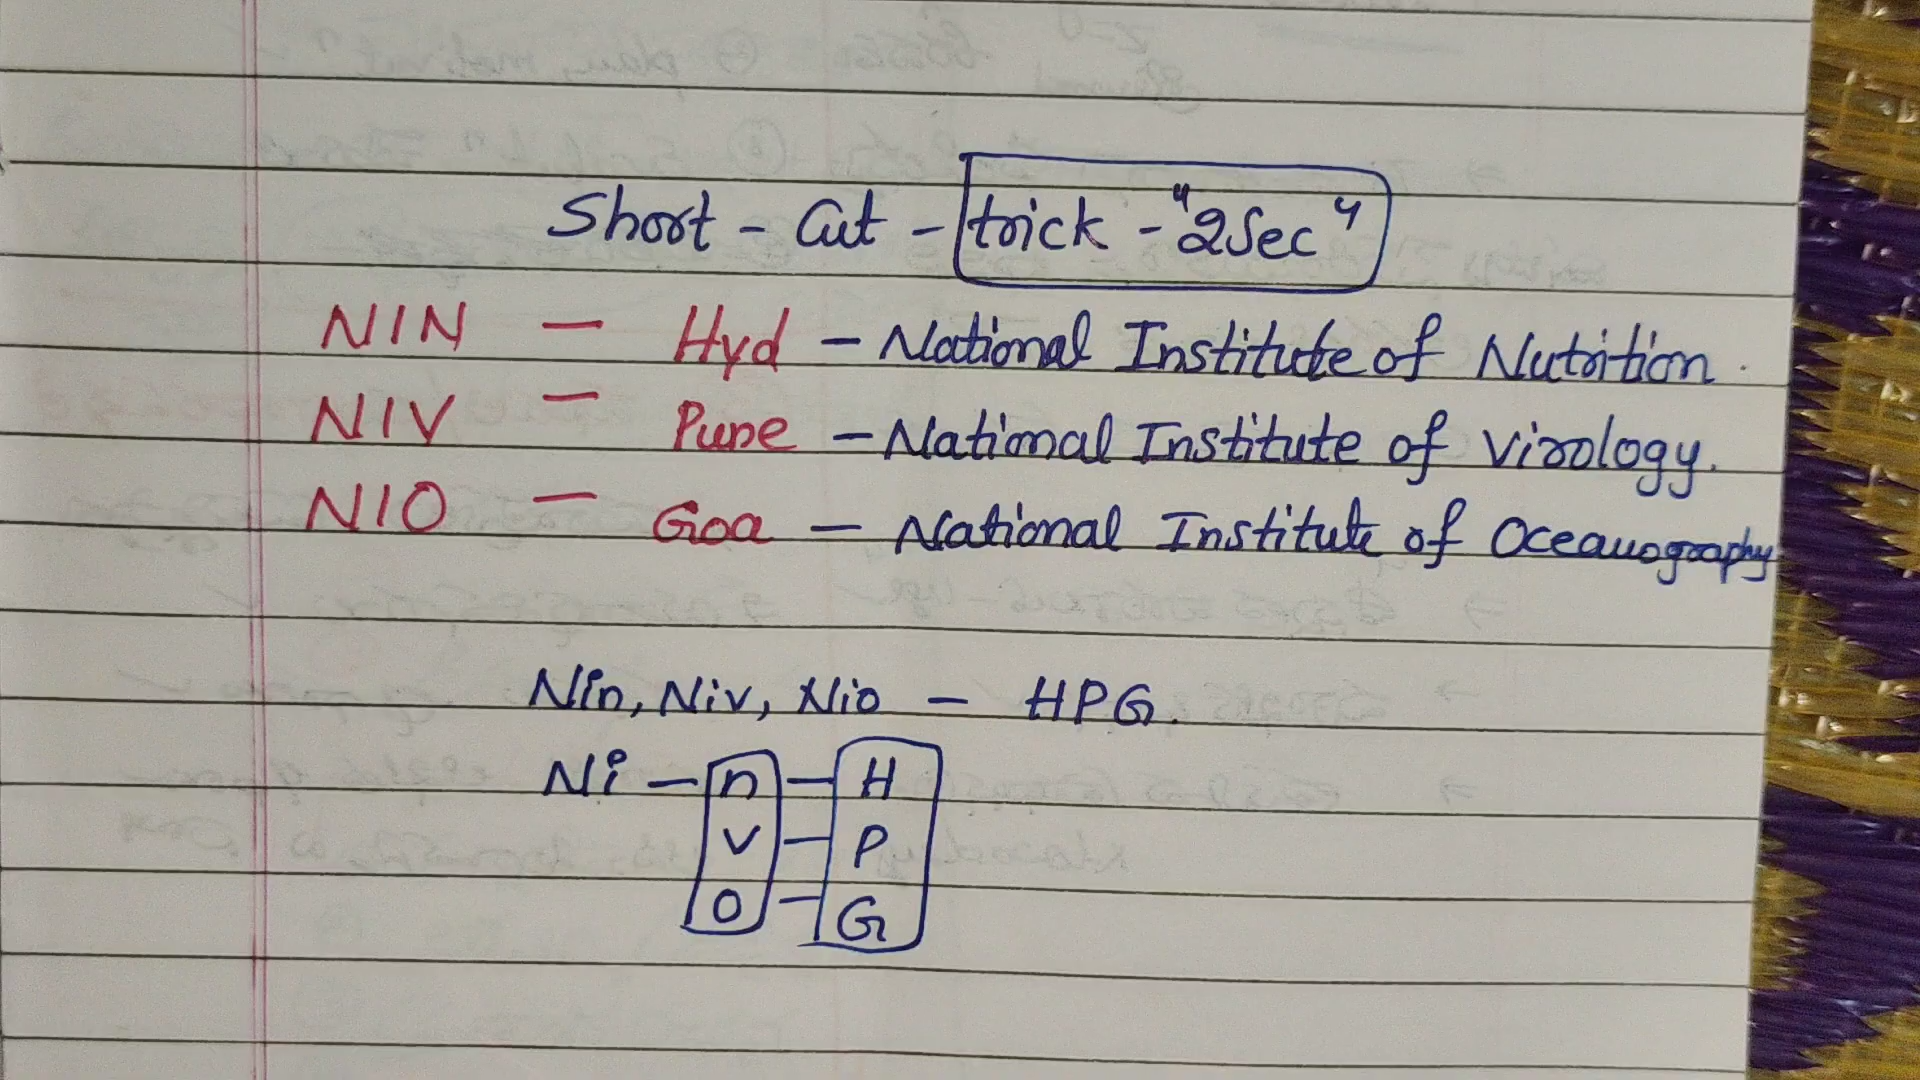 Short - Cut - trick - "2Sec"
NIN - Hyd - National Institute of Nutrition.
NIV - Pune - National Institute of Virology.
NIO - Goa - National Institute of Oceanography
Nin, Niv, Nio - HPG.
Ni - n - H
v - P
o - G